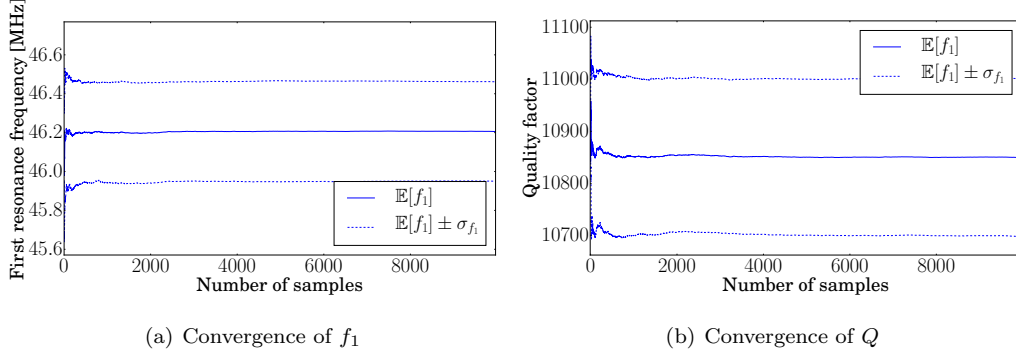 First resonance frequency [MHz]
46.6
46.4
46.2
46.0
45.8
45.6
0 2000 4000 6000 8000
Number of samples
𝔼[f₁]
𝔼[f₁] ± σ_f₁
(a) Convergence of f₁
Quality factor
11100
11000
10900
10800
10700
0 2000 4000 6000 8000
Number of samples
𝔼[f₁]
𝔼[f₁] ± σ_f₁
(b) Convergence of Q